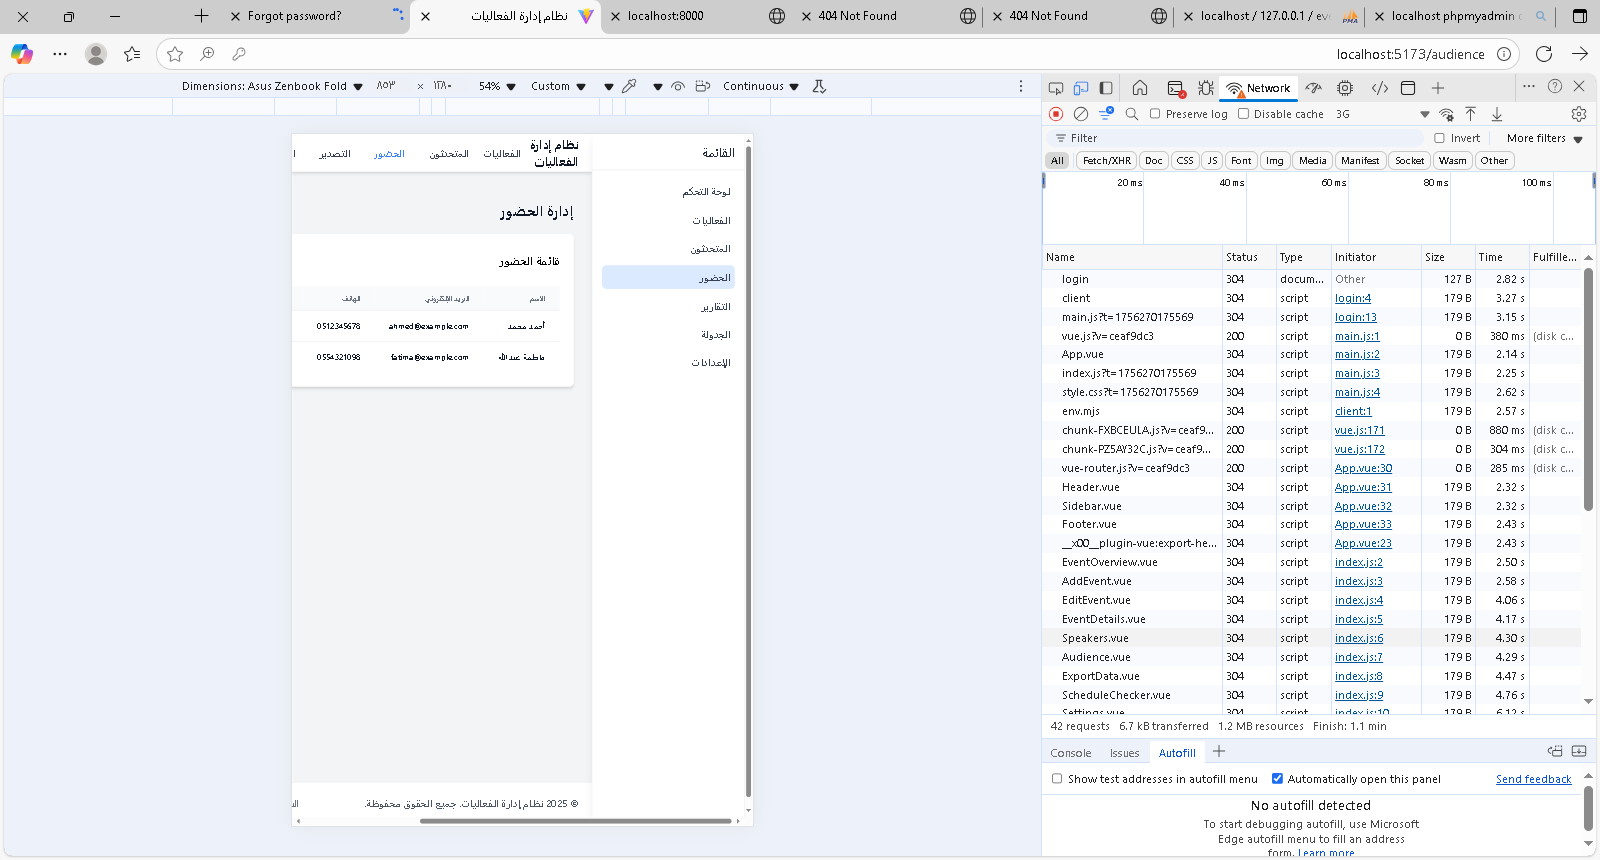 Forgot password?
نظام إدارة الفعاليات
localhost:8000
404 Not Found
404 Not Found
localhost / 127.0.0.1 / eve
localhost phpmyadmin
localhost:5173/audience
Dimensions: Asus Zenbook Fold
٨٥٣ × ١٢٨٠
54%
Custom
Continuous
نظام إدارة الفعاليات
الفعاليات
المتحدثون
الحضور
التصدير
القائمة
لوحة التحكم
الفعاليات
المتحدثون
الحضور
التقارير
الجدولة
الإعدادات
إدارة الحضور
قائمة الحضور
الاسم البريد الإلكتروني الهاتف
أحمد محمد ahmed@example.com 0512345678
فاطمة عبدالله fatima@example.com 0554321098
© 2025 نظام إدارة الفعاليات. جميع الحقوق محفوظة.
Network
Preserve log
Disable cache
3G
Filter
Invert
More filters
All Fetch/XHR Doc CSS JS Font Img Media Manifest Socket Wasm Other
20 ms 40 ms 60 ms 80 ms 100 ms
Name Status Type Initiator Size Time Fulfille...
login 304 docum... Other 127 B 2.82 s
client 304 script login:4 179 B 3.27 s
main.js?t=1756270175569 304 script login:13 179 B 3.15 s
vue.js?v=ceaf9dc3 200 script main.js:1 0 B 380 ms (disk c...
App.vue 304 script main.js:2 179 B 2.14 s
index.js?t=1756270175569 304 script main.js:3 179 B 2.25 s
style.css?t=1756270175569 304 script main.js:4 179 B 2.62 s
env.mjs 304 script client:1 179 B 2.57 s
chunk-FXBCEULA.js?v=ceaf9... 200 script vue.js:171 0 B 880 ms (disk c...
chunk-PZ5AY32C.js?v=ceaf9... 200 script vue.js:172 0 B 304 ms (disk c...
vue-router.js?v=ceaf9dc3 200 script App.vue:30 0 B 285 ms (disk c...
Header.vue 304 script App.vue:31 179 B 2.32 s
Sidebar.vue 304 script App.vue:32 179 B 2.32 s
Footer.vue 304 script App.vue:33 179 B 2.43 s
__x00__plugin-vue:export-he... 304 script App.vue:23 179 B 2.43 s
EventOverview.vue 304 script index.js:2 179 B 2.50 s
AddEvent.vue 304 script index.js:3 179 B 2.58 s
EditEvent.vue 304 script index.js:4 179 B 4.06 s
EventDetails.vue 304 script index.js:5 179 B 4.17 s
Speakers.vue 304 script index.js:6 179 B 4.30 s
Audience.vue 304 script index.js:7 179 B 4.29 s
ExportData.vue 304 script index.js:8 179 B 4.47 s
ScheduleChecker.vue 304 script index.js:9 179 B 4.76 s
Settings.vue 304 script index.js:10 179 B 6.12 s
42 requests 6.7 kB transferred 1.2 MB resources Finish: 1.1 min
Console Issues Autofill
Show test addresses in autofill menu
Automatically open this panel
Send feedback
No autofill detected
To start debugging autofill, use Microsoft
Edge autofill menu to fill an address
form. Learn more